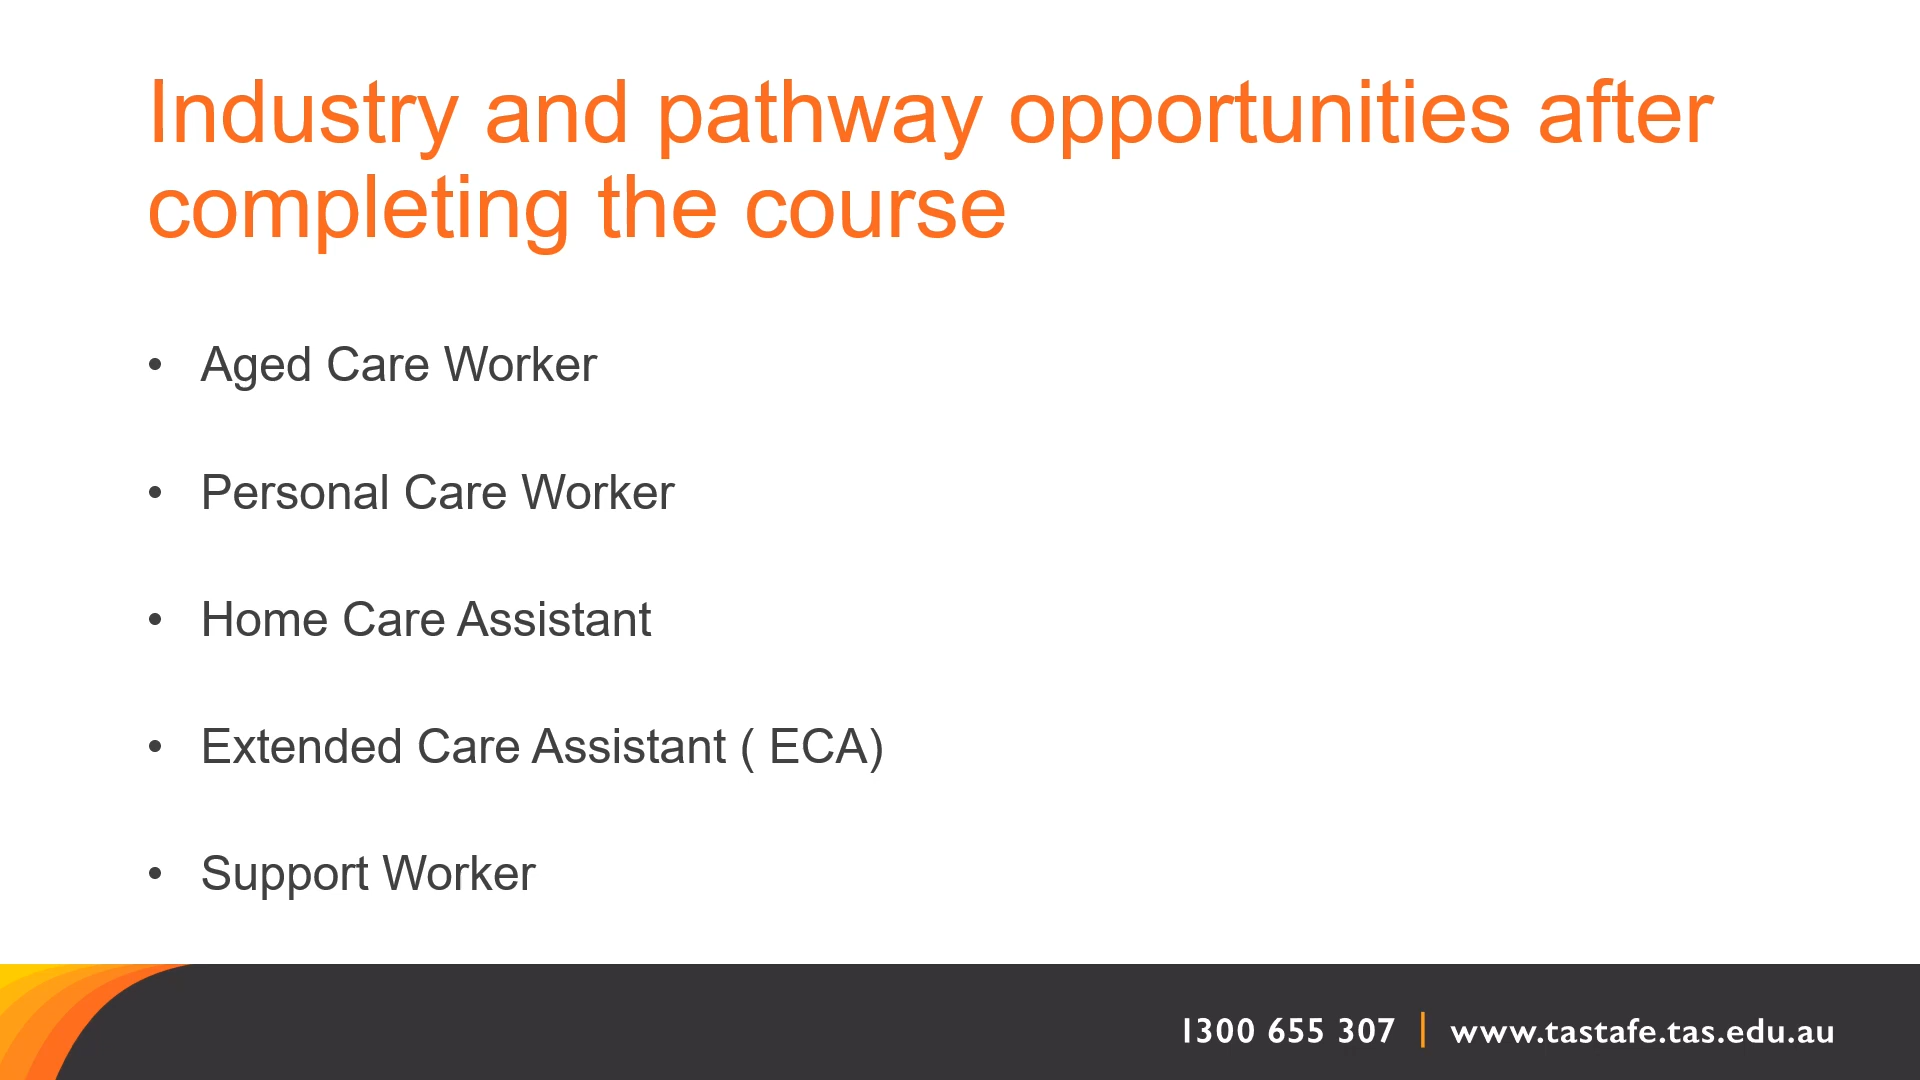 Industry and pathway opportunities after
completing the course
• Aged Care Worker
• Personal Care Worker
• Home Care Assistant
• Extended Care Assistant ( ECA)
• Support Worker
1300 655 307 | www.tastafe.tas.edu.au